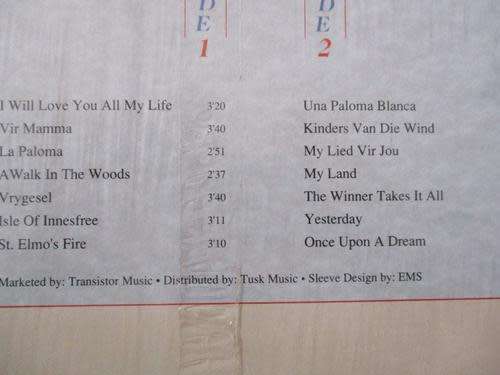 D
E
1
D
E
2
I Will Love You All My Life 3'20 Una Paloma Blanca
Vir Mamma 3'40 Kinders Van Die Wind
La Paloma 2'51 My Lied Vir Jou
AWalk In The Woods 2'37 My Land
Vrygesel 3'40 The Winner Takes It All
Isle Of Innesfree 3'11 Yesterday
St. Elmo's Fire 3'10 Once Upon A Dream
Marketed by: Transistor Music • Distributed by: Tusk Music • Sleeve Design by: EMS